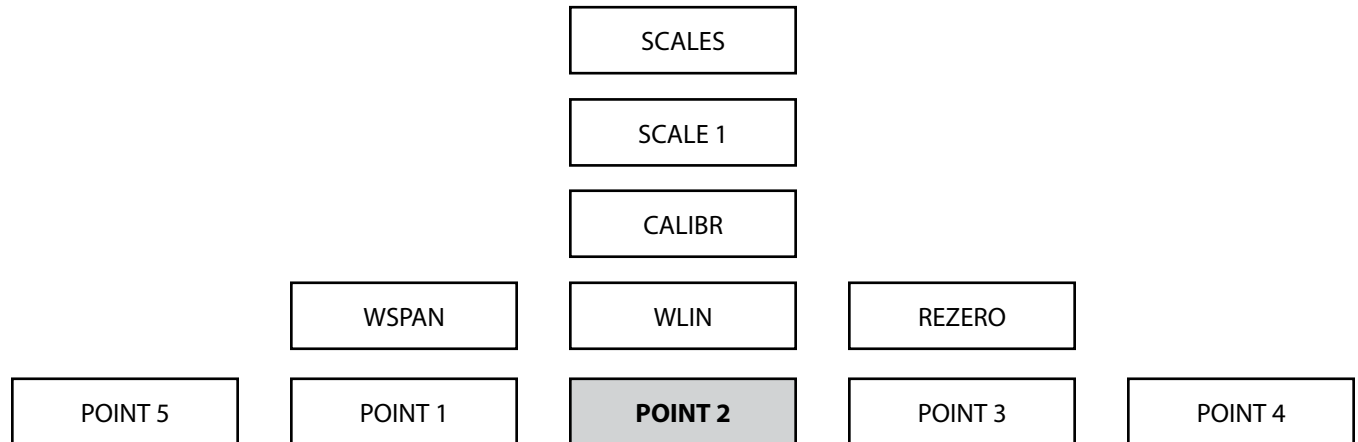 SCALES
SCALE 1
CALIBR
WSPAN WLIN REZERO
POINT 5 POINT 1 POINT 2 POINT 3 POINT 4